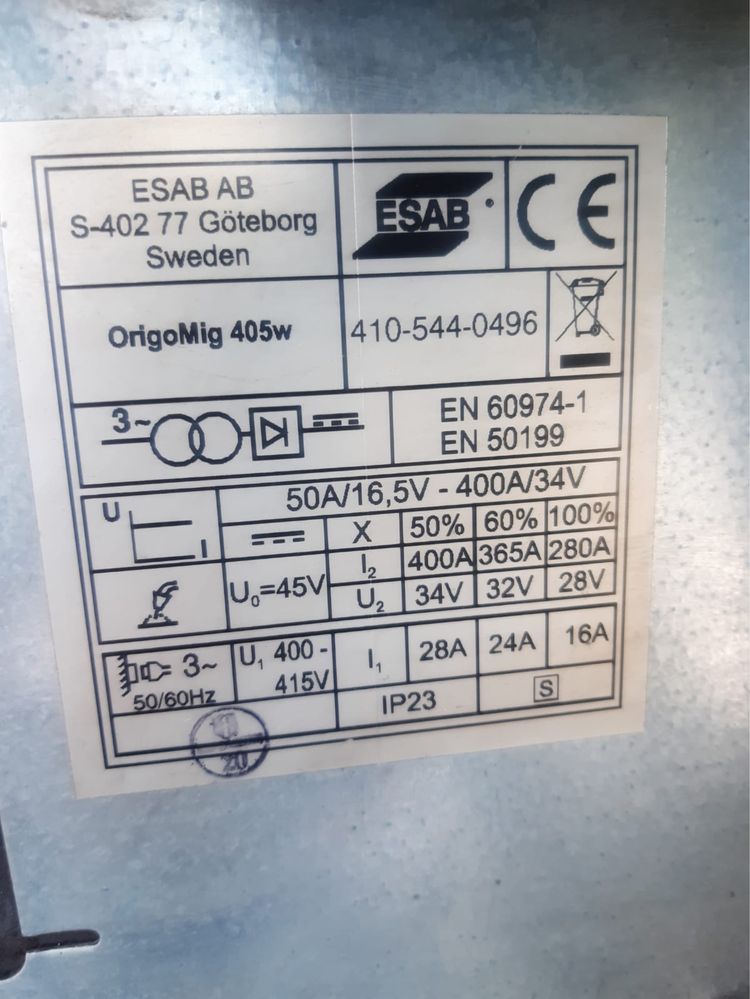 ESAB AB
S-402 77 Göteborg
Sweden
ESAB
CE
OrigoMig 405w
410-544-0496
3~
EN 60974-1
EN 50199
U
I
50A/16,5V - 400A/34V
X 50% 60% 100%
U₀=45V
I₂ 400A 365A 280A
U₂ 34V 32V 28V
3~
50/60Hz
U₁ 400 -
415V
I₁ 28A 24A 16A
IP23
S
20